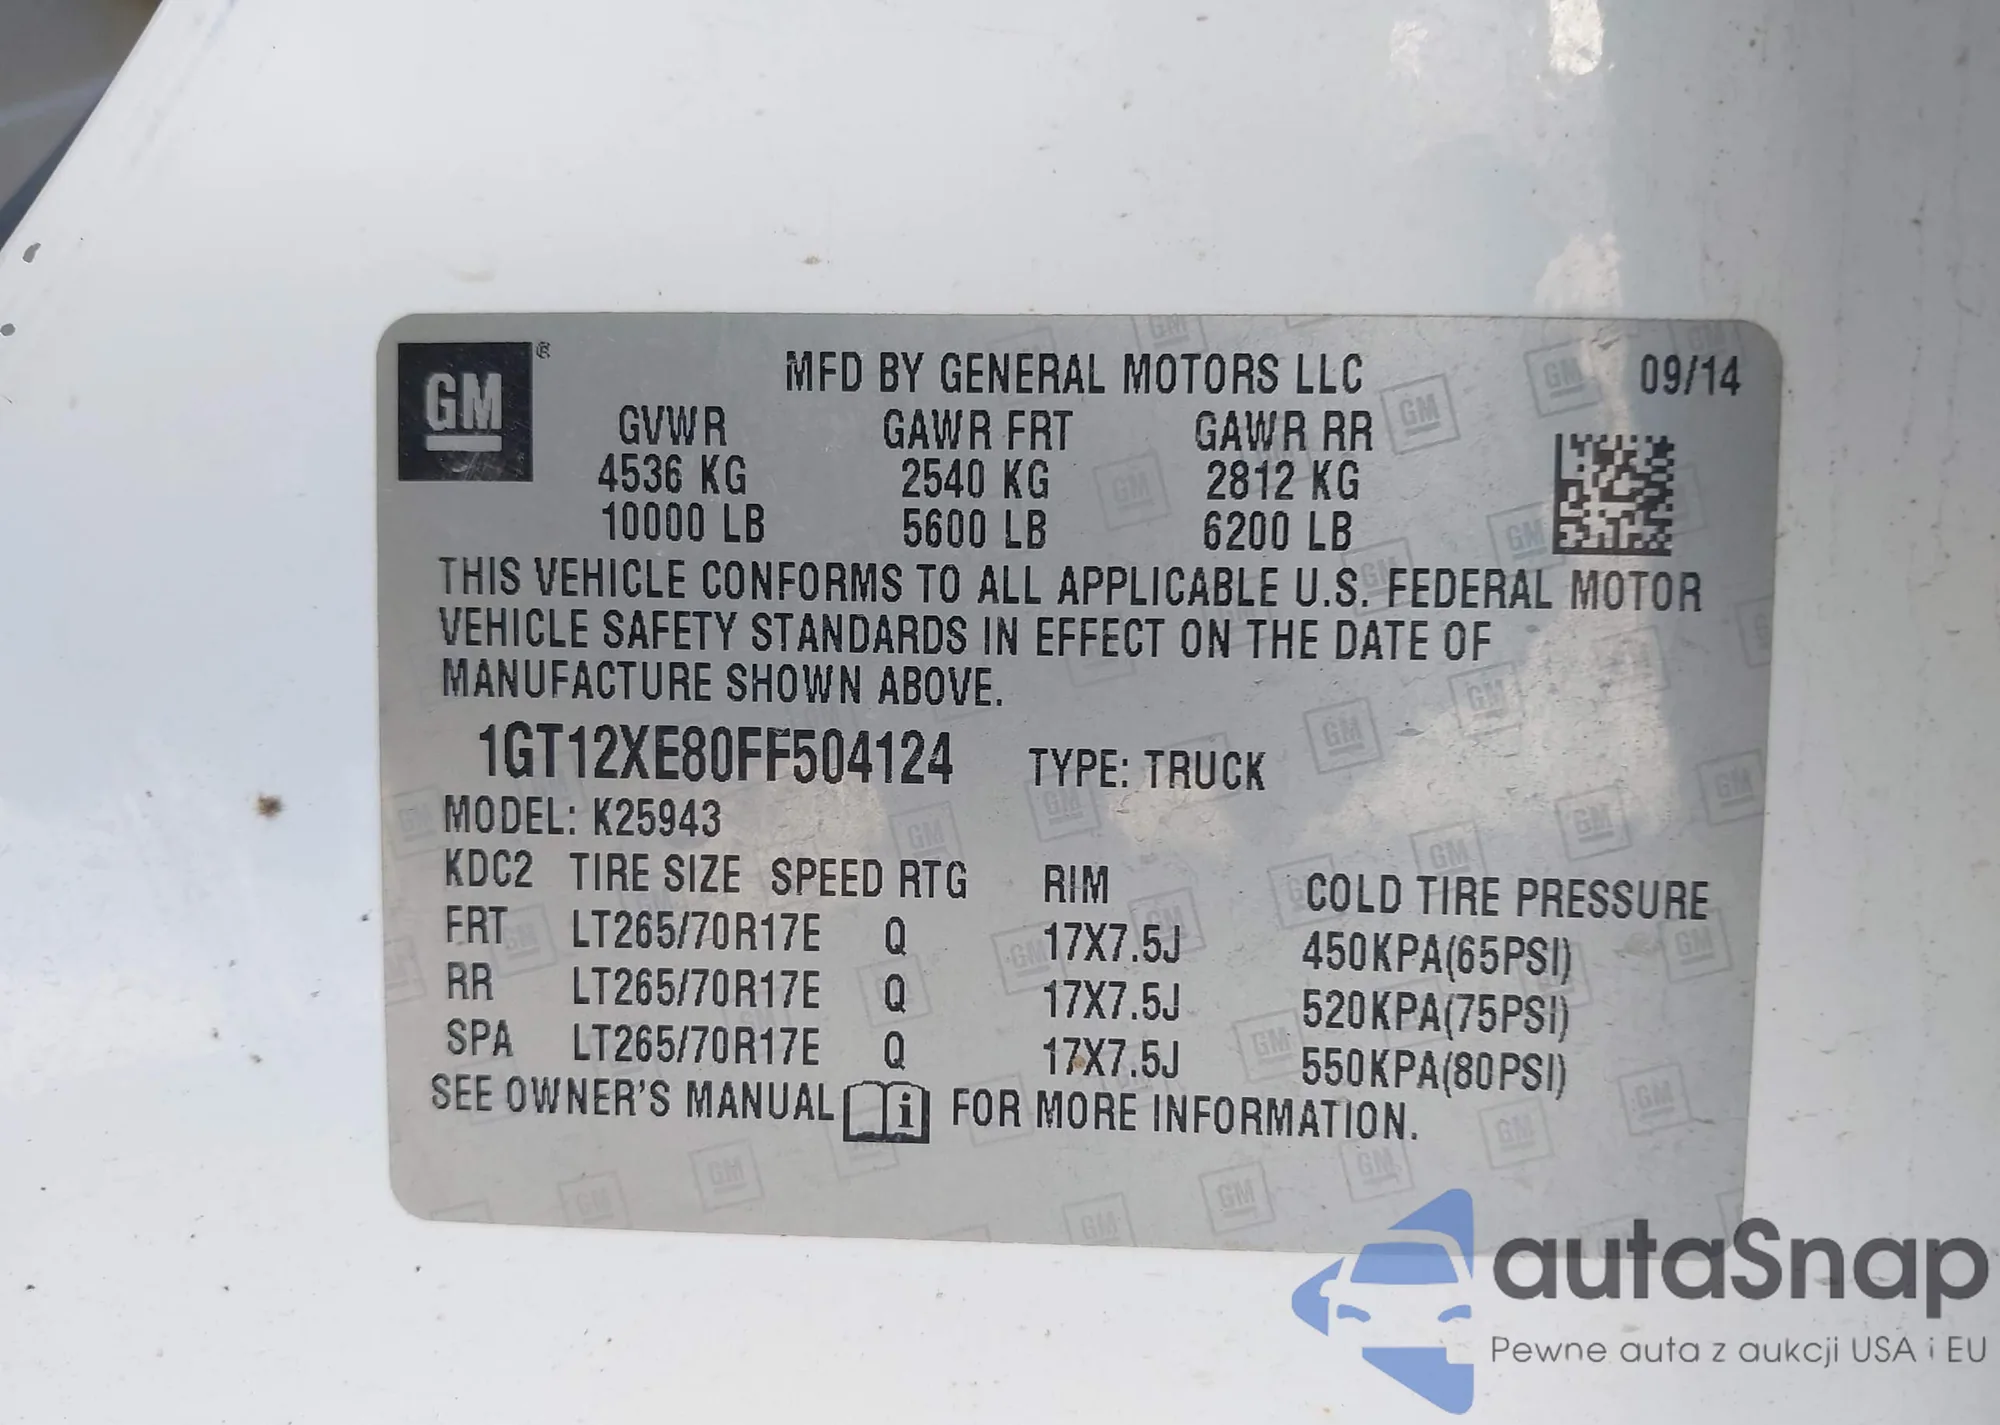 GM ®
MFD BY GENERAL MOTORS LLC 09/14
GVWR GAWR FRT GAWR RR
4536 KG 2540 KG 2812 KG
10000 LB 5600 LB 6200 LB
THIS VEHICLE CONFORMS TO ALL APPLICABLE U.S. FEDERAL MOTOR
VEHICLE SAFETY STANDARDS IN EFFECT ON THE DATE OF
MANUFACTURE SHOWN ABOVE.
1GT12XE80FF504124 TYPE: TRUCK
MODEL: K25943
KDC2 TIRE SIZE SPEED RTG RIM COLD TIRE PRESSURE
FRT LT265/70R17E Q 17X7.5J 450KPA(65PSI)
RR LT265/70R17E Q 17X7.5J 520KPA(75PSI)
SPA LT265/70R17E Q 17X7.5J 550KPA(80PSI)
SEE OWNER'S MANUAL i FOR MORE INFORMATION.
autaSnap
Pewne auta z aukcji USA i EU